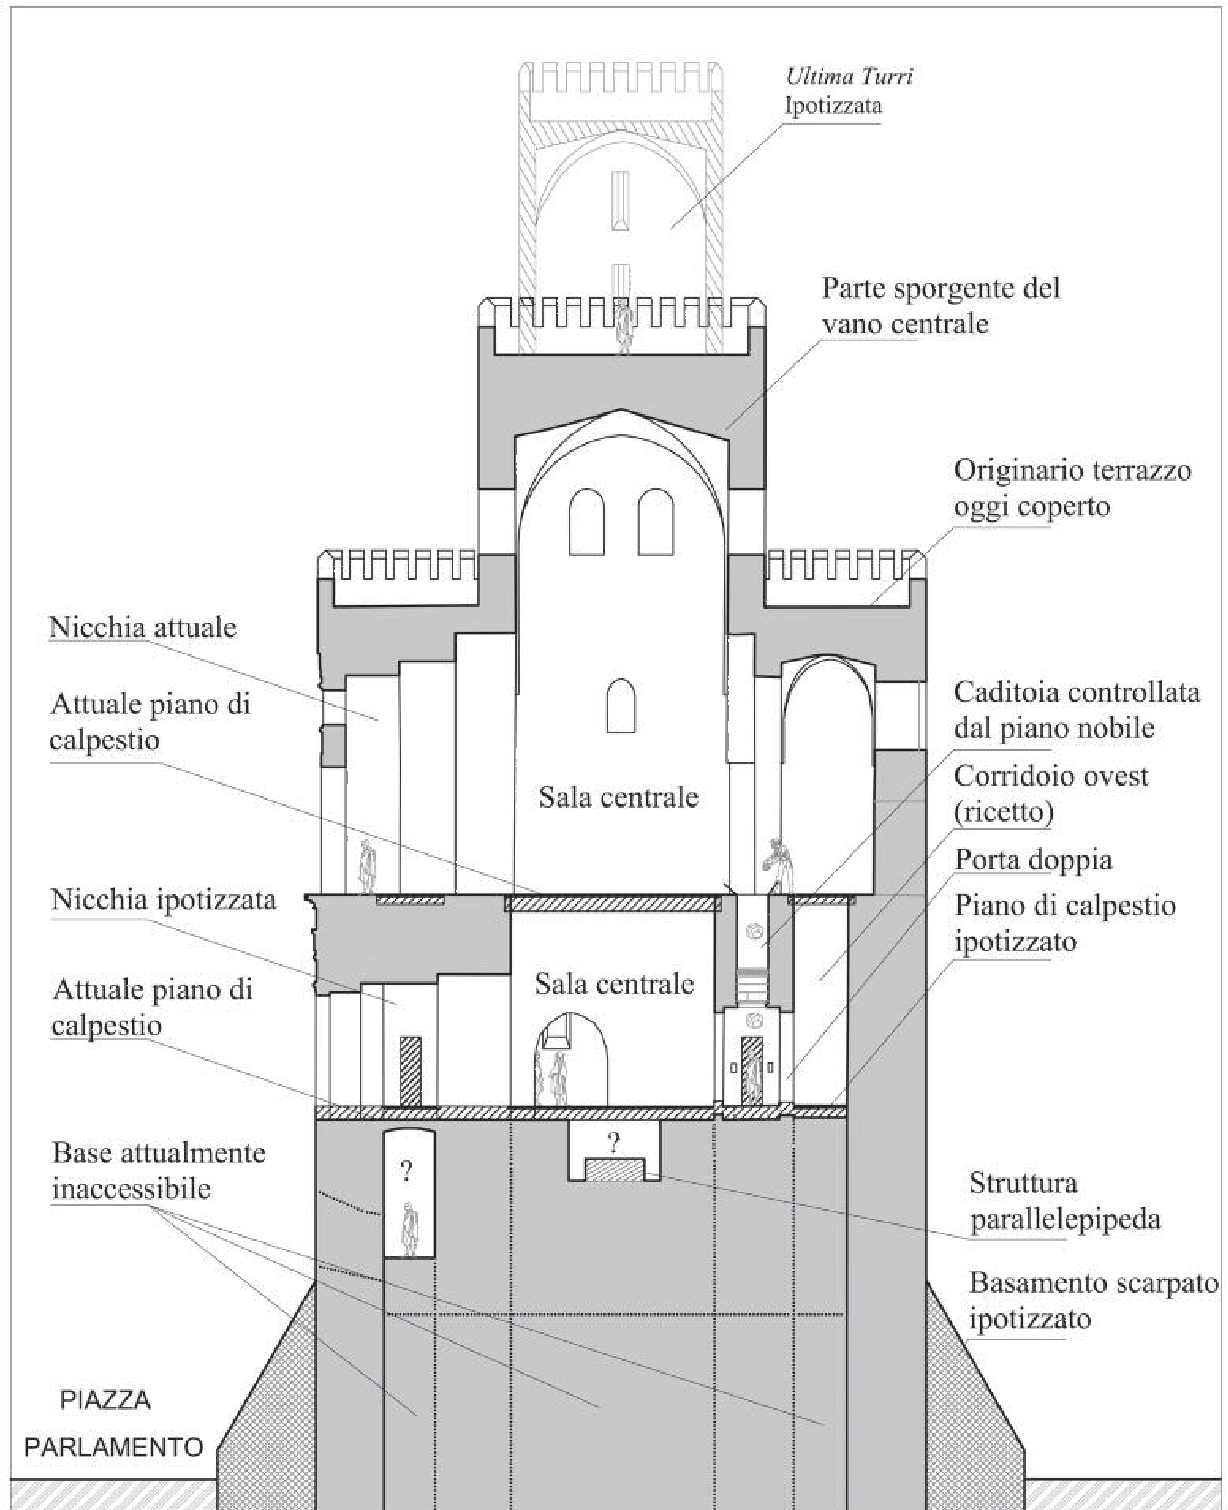 Ultima Turri
Ipotizzata
Parte sporgente del
vano centrale
Originario terrazzo
oggi coperto
Nicchia attuale
Attuale piano di
calpestio
Caditoia controllata
dal piano nobile
Corridoio ovest
(ricetto)
Sala centrale
Porta doppia
Nicchia ipotizzata
Piano di calpestio
ipotizzato
Sala centrale
Attuale piano di
calpestio
Base attualmente
inaccessibile
?
?
Struttura
parallelepipeda
Basamento scarpato
ipotizzato
PIAZZA
PARLAMENTO